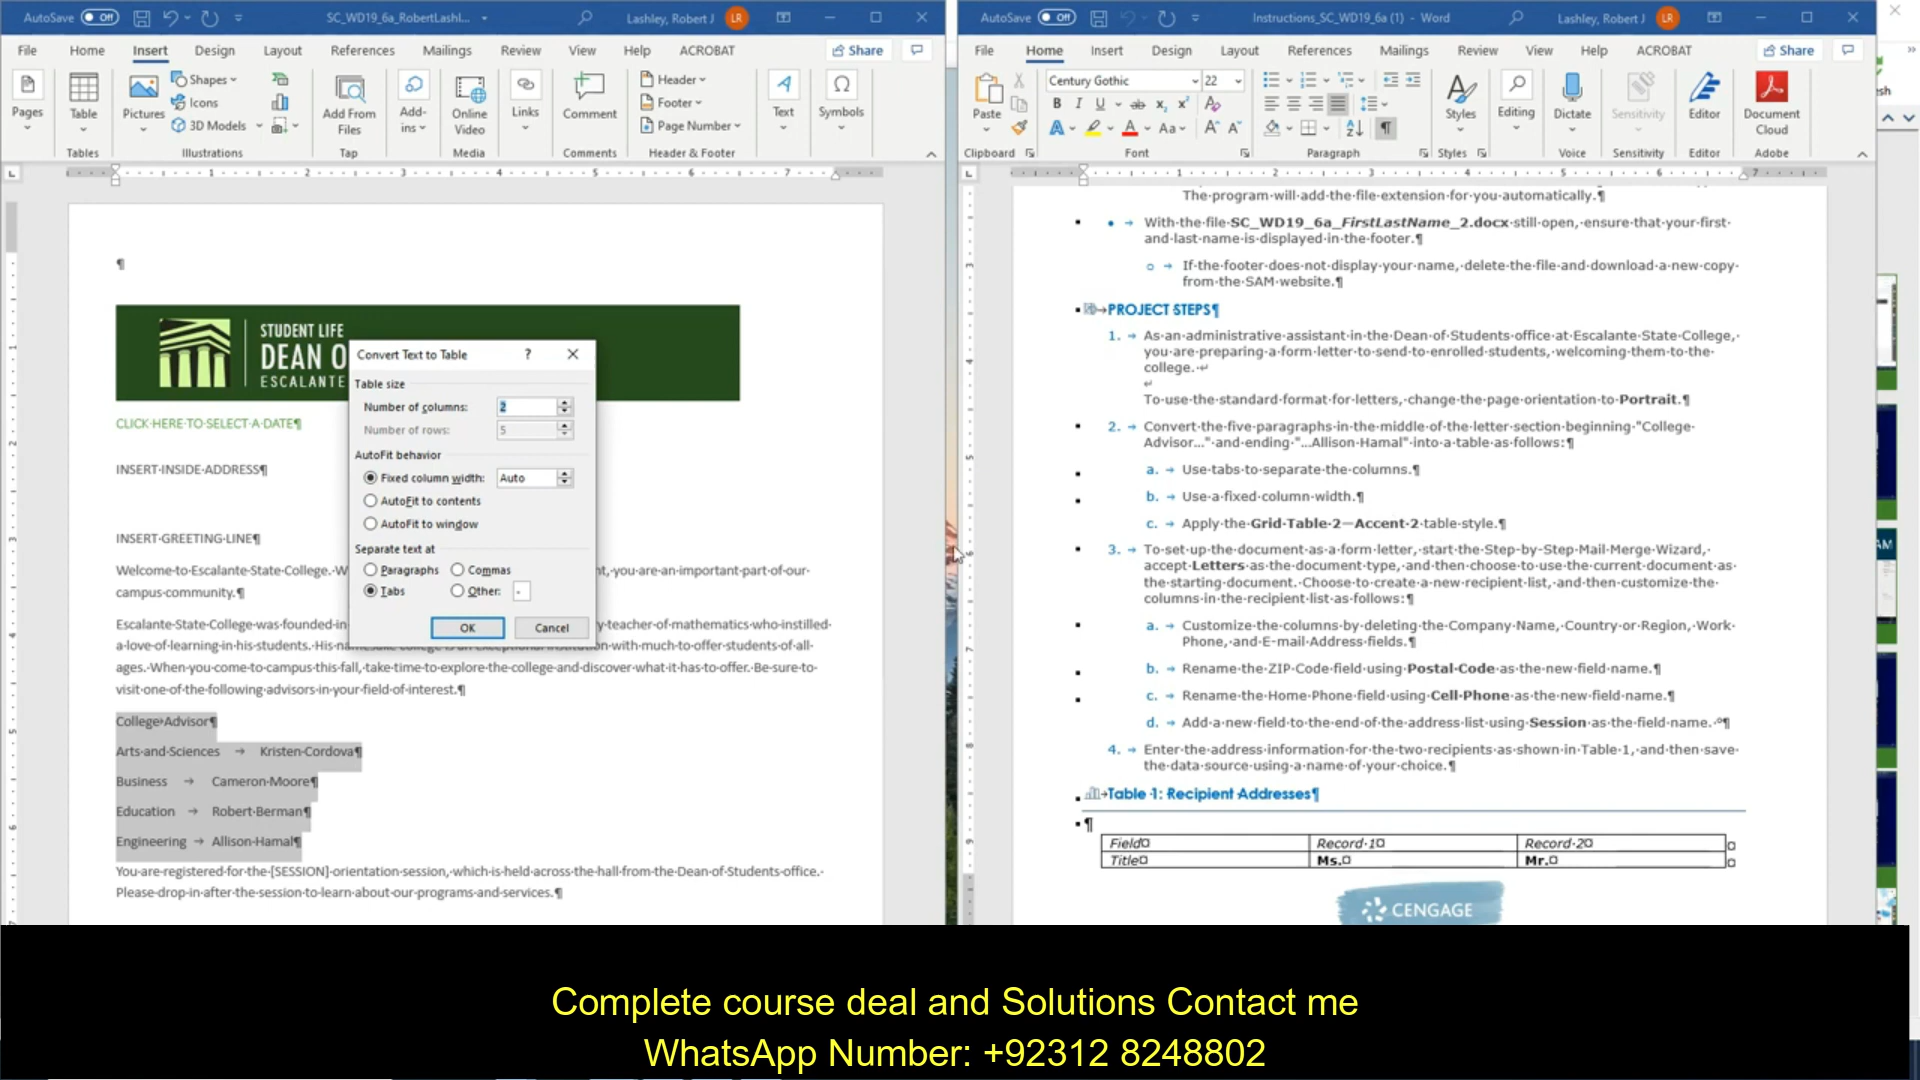 AutoSave Off SC_WD19_6a_RobertLashl... Lashley, Robert J LR
File Home Insert Design Layout References Mailings Review View Help ACROBAT Share
Pages Table Pictures Shapes Icons 3D Models Add From Files Add-ins Online Video Links Comment Header Footer Page Number Text Symbols
Tables Illustrations Tap Media Comments Header & Footer
STUDENT LIFE
DEAN O
ESCALANTE
CLICK·HERE·TO·SELECT·A·DATE¶
INSERT·INSIDE·ADDRESS¶
INSERT·GREETING·LINE¶
Welcome·to·Escalante·State·College.·W
t,·you·are·an·important·part·of·our·
campus·community.¶
Escalante·State·College·was·founded·in
y·teacher·of·mathematics·who·instilled·
a·love·of·learning·in·his·students.·His·namesake·college·is·an·exceptional·institution·with·much·to·offer·students·of·all·
ages.·When·you·come·to·campus·this·fall,·take·time·to·explore·the·college·and·discover·what·it·has·to·offer.·Be·sure·to·
visit·one·of·the·following·advisors·in·your·field·of·interest.¶
College Advisor¶
Arts·and·Sciences → Kristen·Cordova¶
Business → Cameron·Moore¶
Education → Robert·Berman¶
Engineering → Allison·Hamal¶
You·are·registered·for·the·[SESSION]·orientation·session,·which·is·held·across·the·hall·from·the·Dean·of·Students·office.·
Please·drop·in·after·the·session·to·learn·about·our·programs·and·services.¶
Convert Text to Table ?
Table size
Number of columns: 2
Number of rows: 5
AutoFit behavior
Fixed column width: Auto
AutoFit to contents
AutoFit to window
Separate text at
Paragraphs Commas
Tabs Other: -
OK Cancel
AutoSave Off Instructions_SC_WD19_6a (1) - Word Lashley, Robert J LR
File Home Insert Design Layout References Mailings Review View Help ACROBAT Share
Century Gothic 22
Paste Styles Editing Dictate Sensitivity Editor Document Cloud
Clipboard Font Paragraph Styles Voice Sensitivity Editor Adobe
The·program·will·add·the·file·extension·for·you·automatically.¶
With·the·file·SC_WD19_6a_FirstLastName_2.docx·still·open,·ensure·that·your·first·
and·last·name·is·displayed·in·the·footer.¶
If·the·footer·does·not·display·your·name,·delete·the·file·and·download·a·new·copy·
from·the·SAM·website.¶
PROJECT·STEPS¶
1. → As·an·administrative·assistant·in·the·Dean·of·Students·office·at·Escalante·State·College,·
you·are·preparing·a·form·letter·to·send·to·enrolled·students,·welcoming·them·to·the·
college.·↵
↵
To·use·the·standard·format·for·letters,·change·the·page·orientation·to·Portrait.¶
2. → Convert·the·five·paragraphs·in·the·middle·of·the·letter·section·beginning·"College·
Advisor..."·and·ending·"...Allison·Hamal"·into·a·table·as·follows:¶
a. → Use·tabs·to·separate·the·columns.¶
b. → Use·a·fixed·column·width.¶
c. → Apply·the·Grid·Table·2·—·Accent·2·table·style.¶
3. → To·set·up·the·document·as·a·form·letter,·start·the·Step·by·Step·Mail·Merge·Wizard,·
accept·Letters·as·the·document·type,·and·then·choose·to·use·the·current·document·as·
the·starting·document.·Choose·to·create·a·new·recipient·list,·and·then·customize·the·
columns·in·the·recipient·list·as·follows:¶
a. → Customize·the·columns·by·deleting·the·Company·Name,·Country·or·Region,·Work·
Phone,·and·E-mail·Address·fields.¶
b. → Rename·the·ZIP·Code·field·using·Postal·Code·as·the·new·field·name.¶
c. → Rename·the·Home·Phone·field·using·Cell·Phone·as·the·new·field·name.¶
d. → Add·a·new·field·to·the·end·of·the·address·list·using·Session·as·the·field·name.·°¶
4. → Enter·the·address·information·for·the·two·recipients·as·shown·in·Table·1,·and·then·save·
the·data·source·using·a·name·of·your·choice.¶
Table·1:·Recipient·Addresses¶
¶
Field¤ Record·1¤ Record·2¤
Title¤ Ms.¤ Mr.¤
CENGAGE
Complete course deal and Solutions Contact me
WhatsApp Number: +92312 8248802